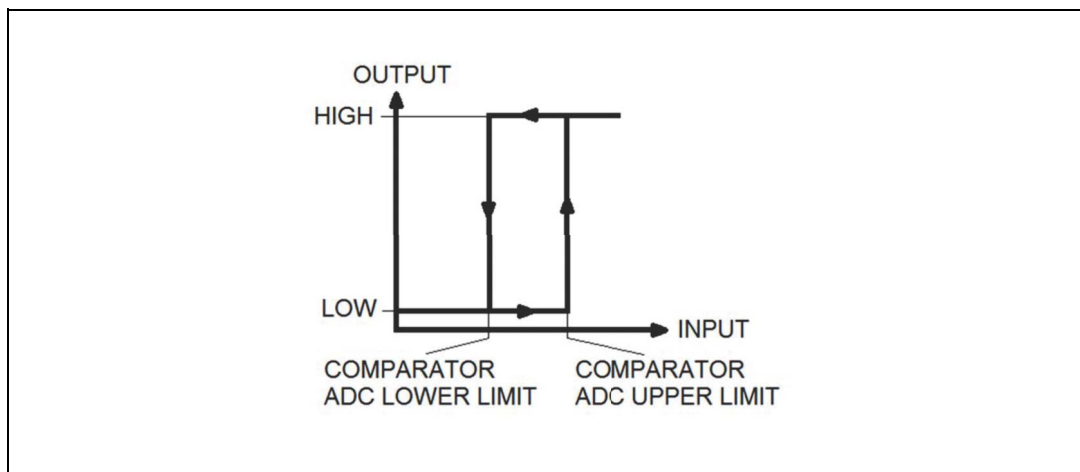 OUTPUT
HIGH
LOW
INPUT
COMPARATOR
ADC LOWER LIMIT
COMPARATOR
ADC UPPER LIMIT